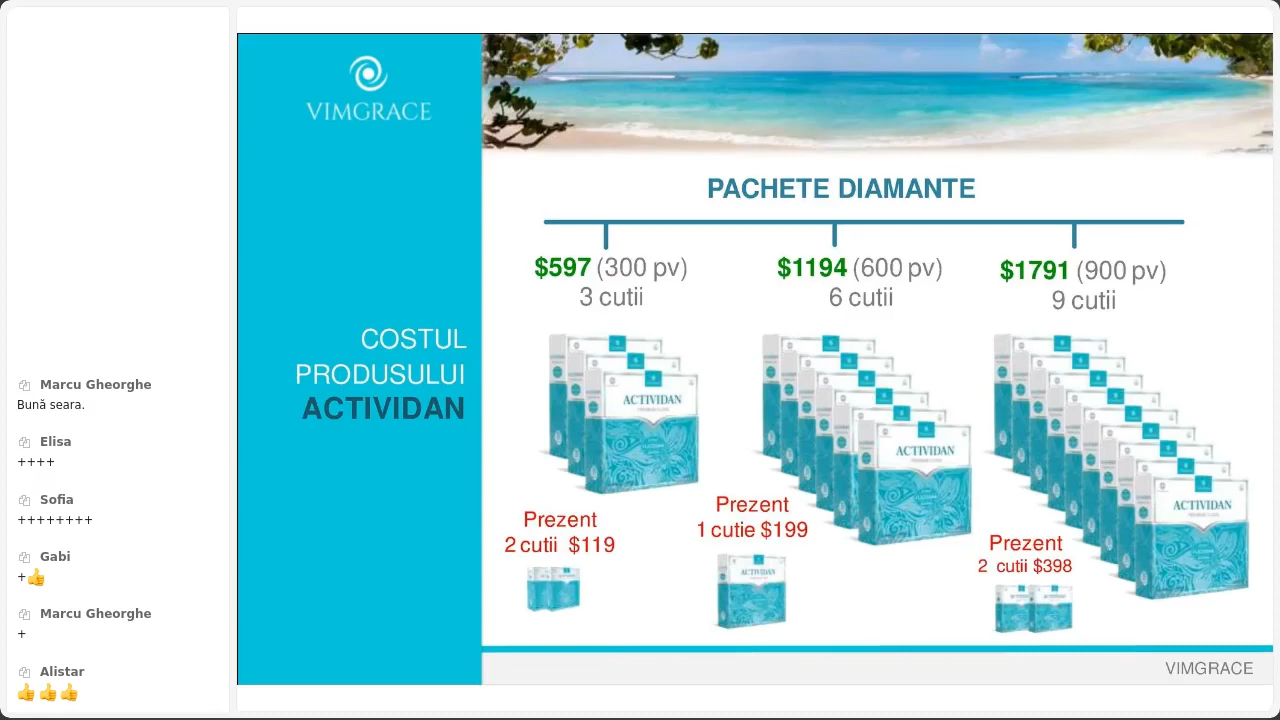 Marcu Gheorghe
Bună seara.
Elisa
++++
Sofia
++++++++
Gabi
+👍
Marcu Gheorghe
+
Alistar
👍👍👍
VIMGRACE
COSTUL
PRODUSULUI
ACTIVIDAN
PACHETE DIAMANTE
$597 (300 pv)
3 cutii
$1194 (600 pv)
6 cutii
$1791 (900 pv)
9 cutii
ACTIVIDAN
ACTIVIDAN
ACTIVIDAN
Prezent
2 cutii $119
Prezent
1 cutie $199
ACTIVIDAN
Prezent
2 cutii $398
VIMGRACE